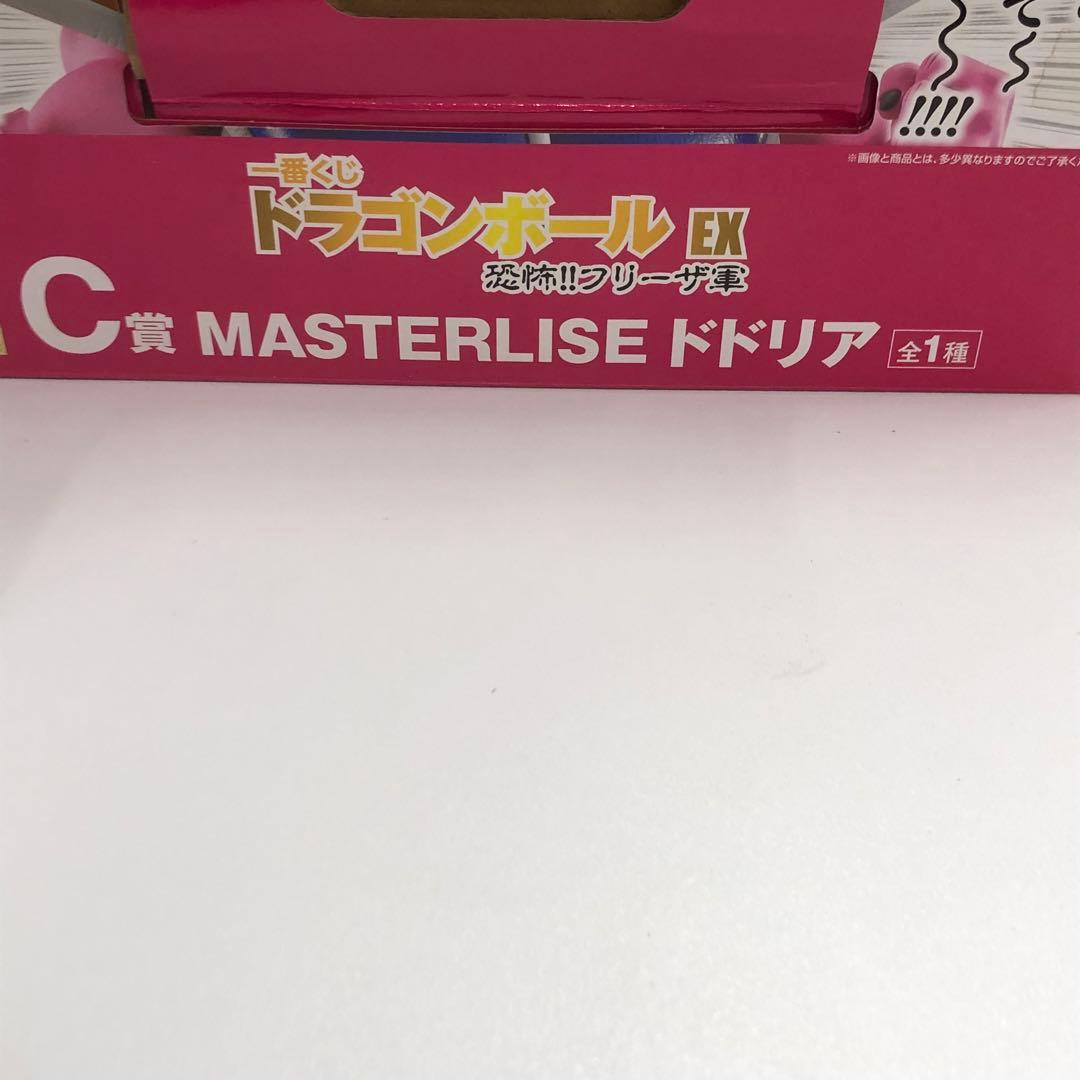 て〜
〜!!!!
※画像と商品とは、多少異なりますのでご了承く
一番くじ
ドラゴンボール EX
恐怖!!フリーザ軍
C賞 MASTERLISE ドドリア 全1種